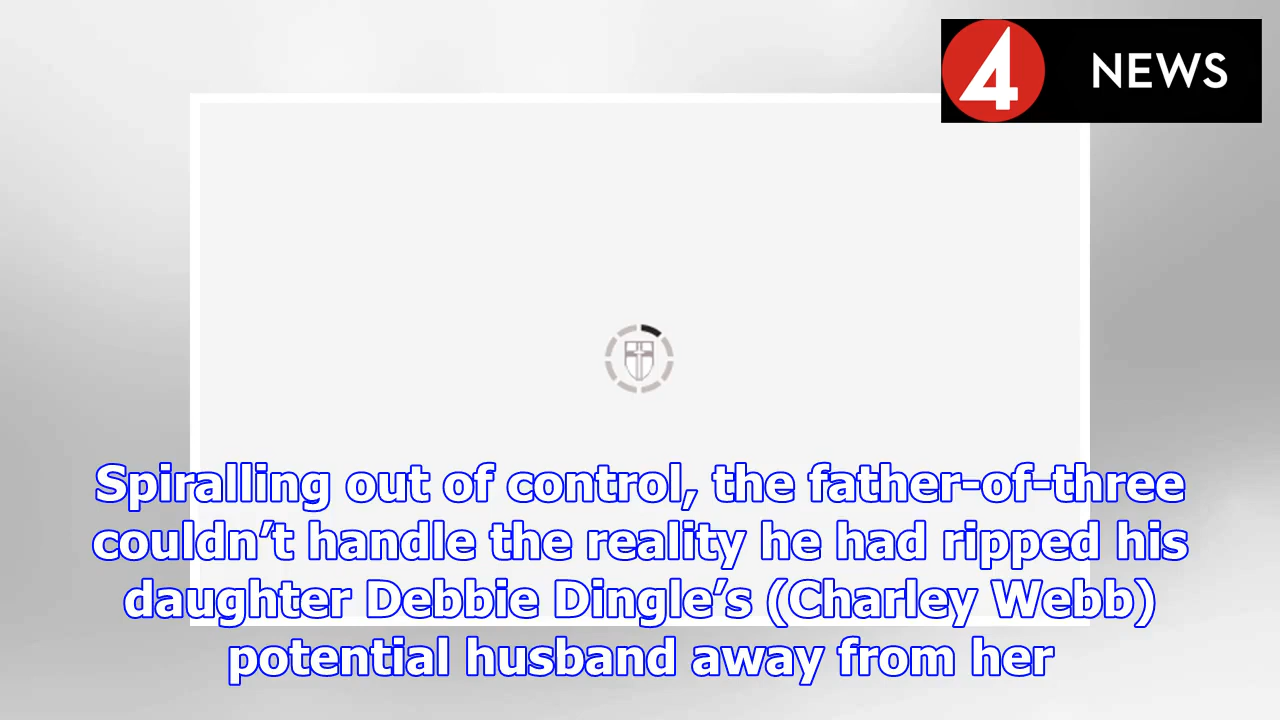 4 NEWS
Spiralling out of control, the father-of-three
couldn’t handle the reality he had ripped his
daughter Debbie Dingle’s (Charley Webb)
potential husband away from her